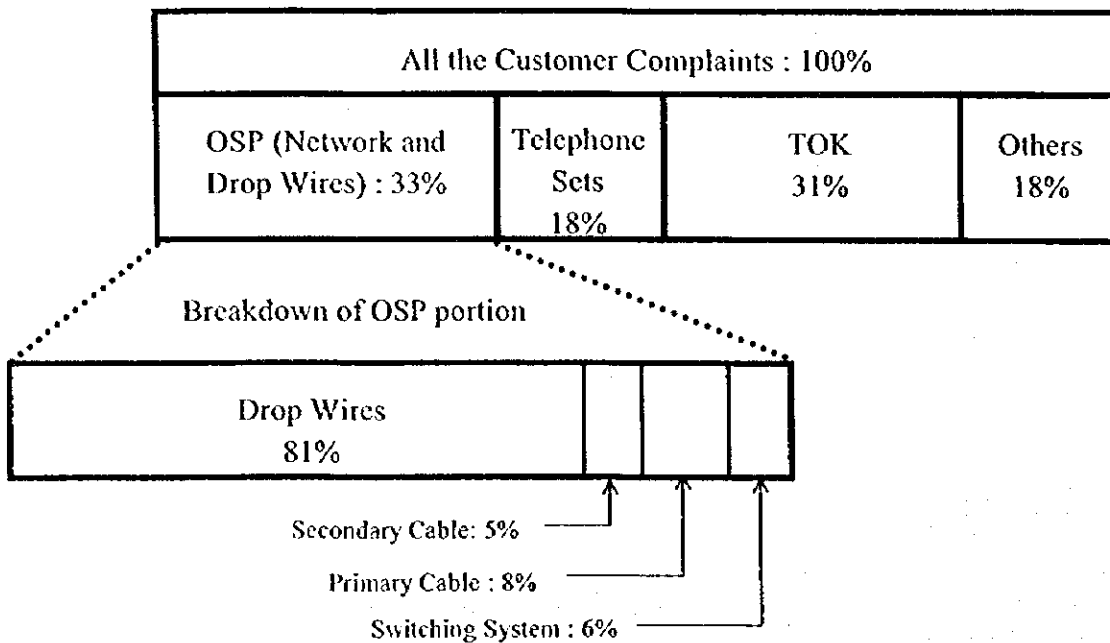 All the Customer Complaints : 100%
OSP (Network and
Drop Wires) : 33%
Telephone
Sets
18%
TOK
31%
Others
18%
Breakdown of OSP portion
Drop Wires
81%
Secondary Cable: 5%
Primary Cable : 8%
Switching System : 6%